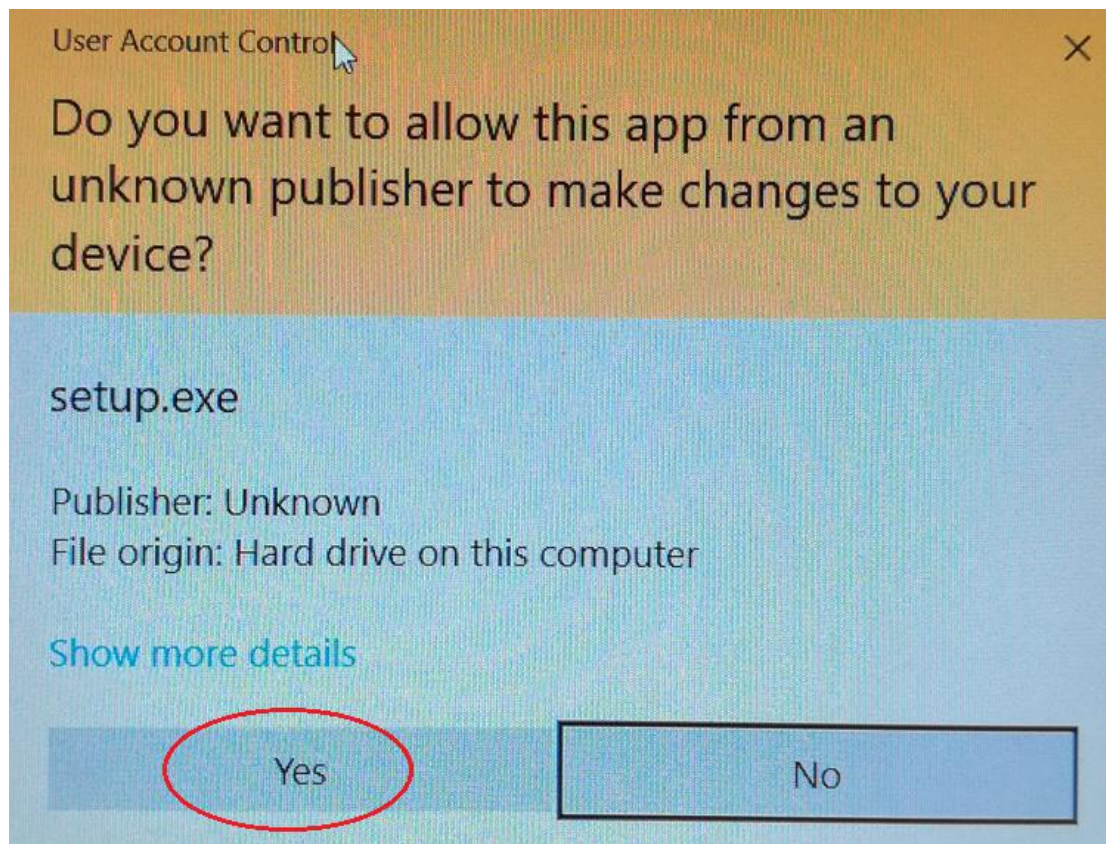 User Account Control
Do you want to allow this app from an
unknown publisher to make changes to your
device?
setup.exe
Publisher: Unknown
File origin: Hard drive on this computer
Show more details
Yes
No